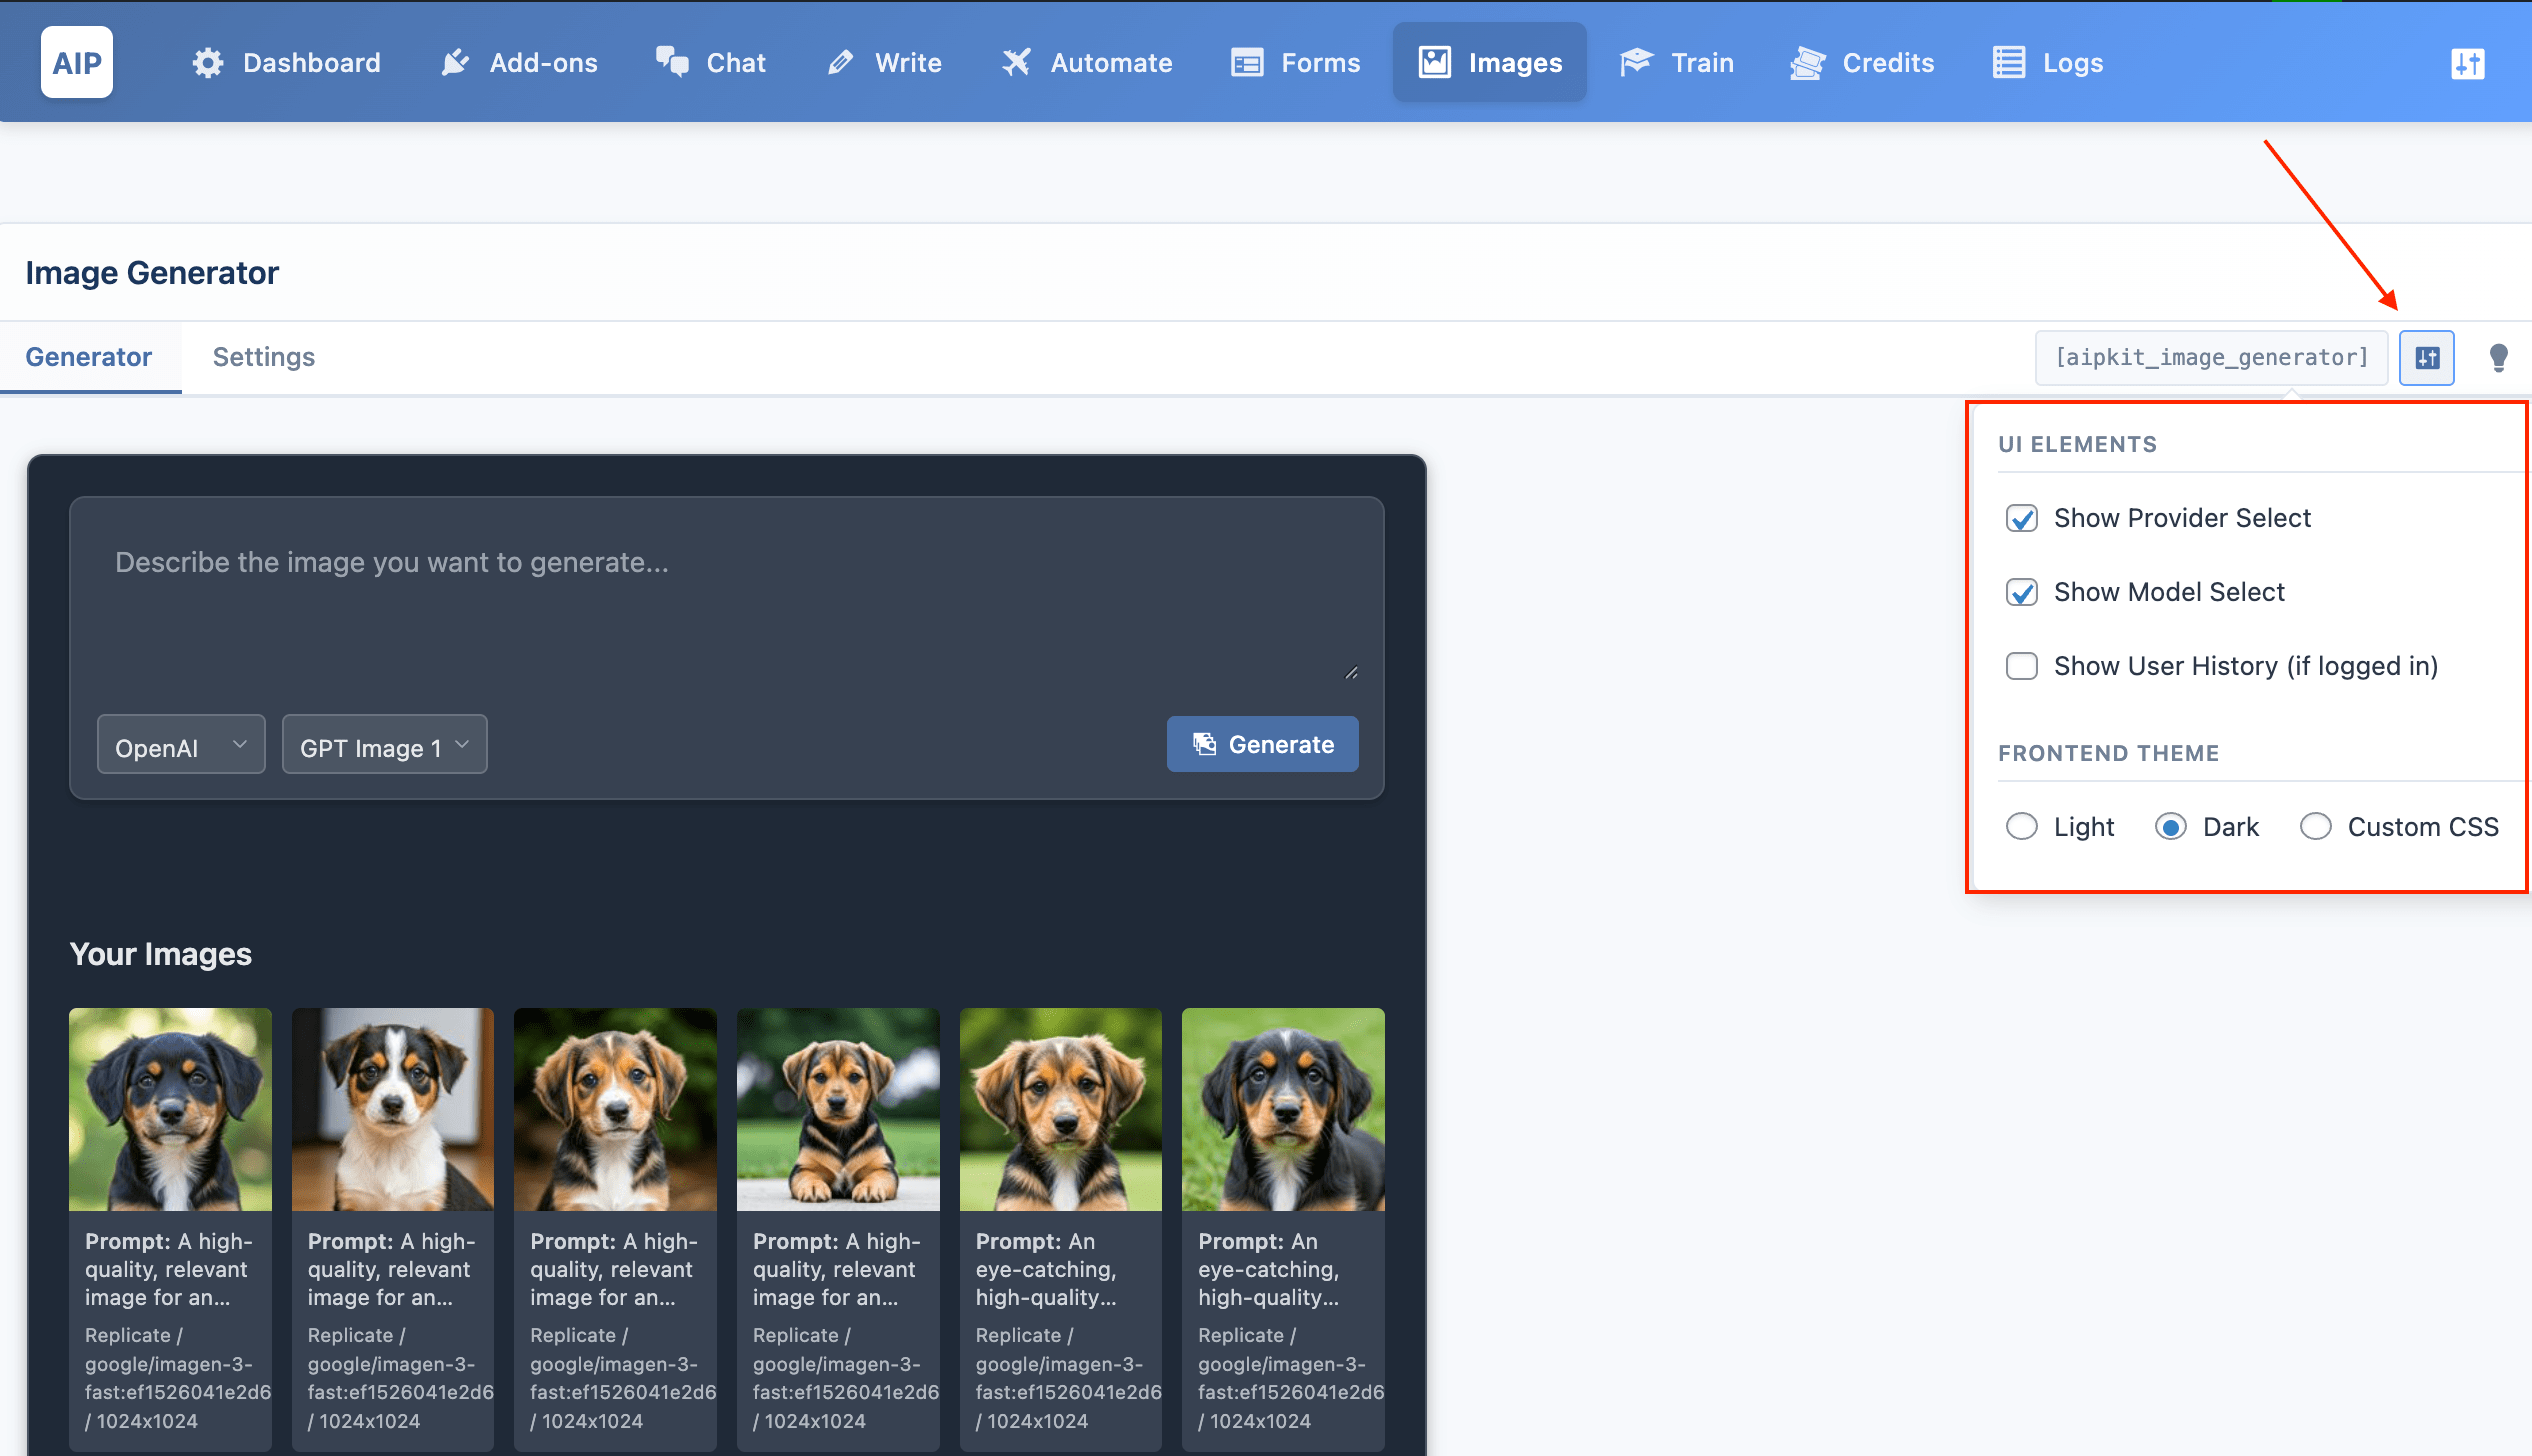 AIP
Dashboard
Add-ons
Chat
Write
Automate
Forms
Images
Train
Credits
Logs
Image Generator
Generator
Settings
[aipkit_image_generator]
UI ELEMENTS
Show Provider Select
Show Model Select
Show User History (if logged in)
FRONTEND THEME
Light
Dark
Custom CSS
Describe the image you want to generate...
OpenAI
GPT Image 1
Generate
Your Images
Prompt: A high-
quality, relevant
image for an...
Replicate /
google/imagen-3-
fast:ef1526041e2d6
/ 1024x1024
Prompt: A high-
quality, relevant
image for an...
Replicate /
google/imagen-3-
fast:ef1526041e2d6
/ 1024x1024
Prompt: A high-
quality, relevant
image for an...
Replicate /
google/imagen-3-
fast:ef1526041e2d6
/ 1024x1024
Prompt: A high-
quality, relevant
image for an...
Replicate /
google/imagen-3-
fast:ef1526041e2d6
/ 1024x1024
Prompt: An
eye-catching,
high-quality...
Replicate /
google/imagen-3-
fast:ef1526041e2d6
/ 1024x1024
Prompt: An
eye-catching,
high-quality...
Replicate /
google/imagen-3-
fast:ef1526041e2d6
/ 1024x1024